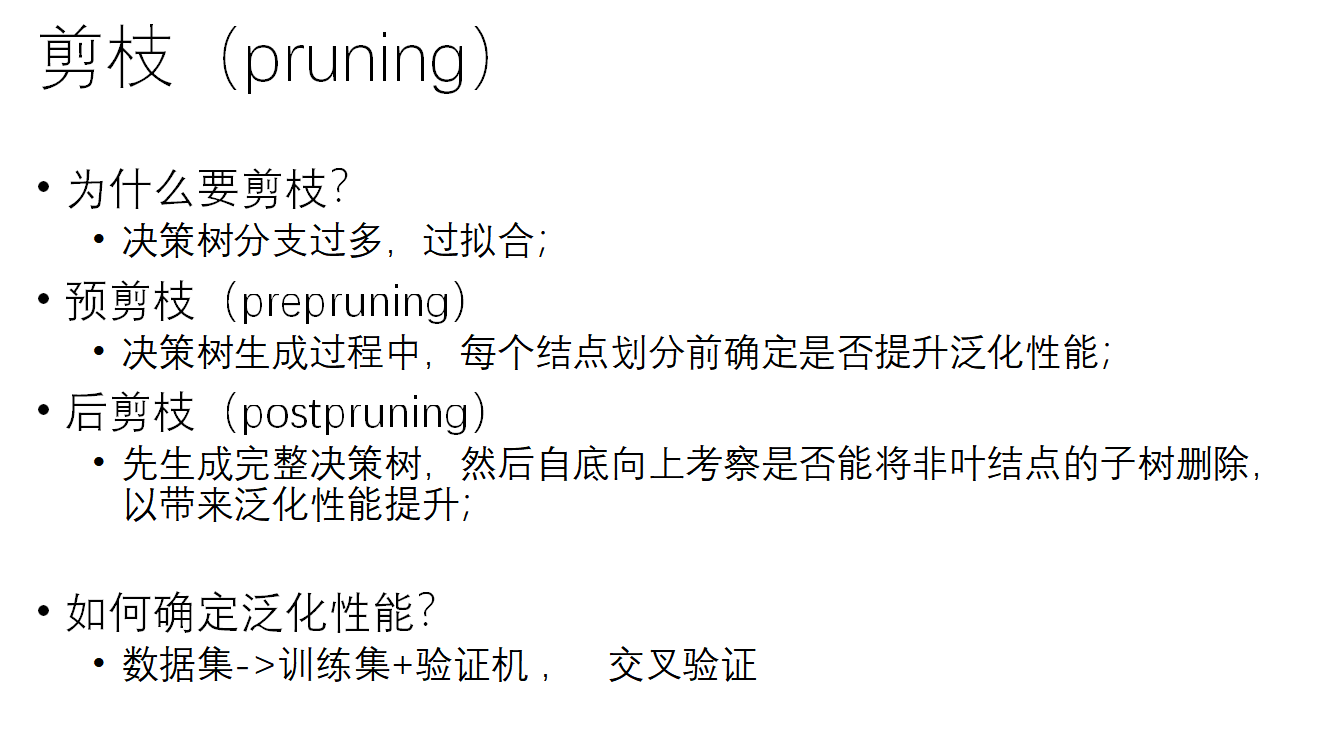 剪枝（pruning）
• 为什么要剪枝？
• 决策树分支过多，过拟合；
• 预剪枝（prepruning）
• 决策树生成过程中，每个结点划分前确定是否提升泛化性能；
• 后剪枝（postpruning）
• 先生成完整决策树，然后自底向上考察是否能将非叶结点的子树删除，
以带来泛化性能提升；
• 如何确定泛化性能？
• 数据集->训练集+验证机 ， 交叉验证